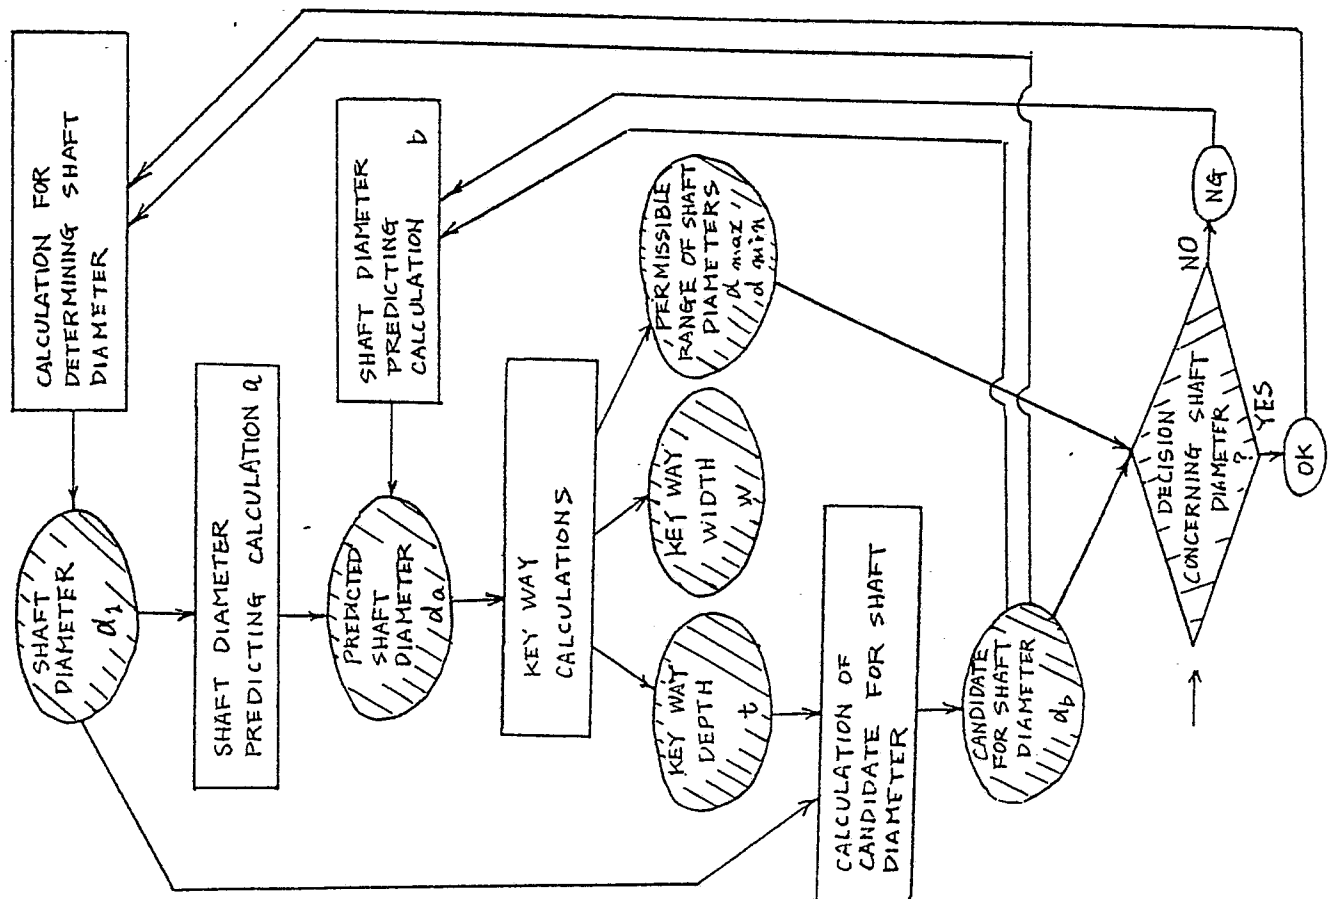 CALCULATION FOR
DETERMINING SHAFT
DIAMETER
SHAFT
DIAMETER
d1
SHAFT DIAMETER
PREDICTING CALCULATION a
SHAFT DIAMETER
PREDICTING
CALCULATION b
PREDICTED
SHAFT
DIAMETER
da
KEY WAY
CALCULATIONS
PERMISSIBLE
RANGE OF SHAFT
DIAMETERS
d max,
d min
KEY WAY
WIDTH
W
KEY WAY
DEPTH
t
CALCULATION OF
CANDIDATE FOR SHAFT
DIAMETER
CANDIDATE
FOR SHAFT
DIAMETER
db
DECISION
CONCERNING SHAFT
DIAMETER
?
NO
NG
YES
OK